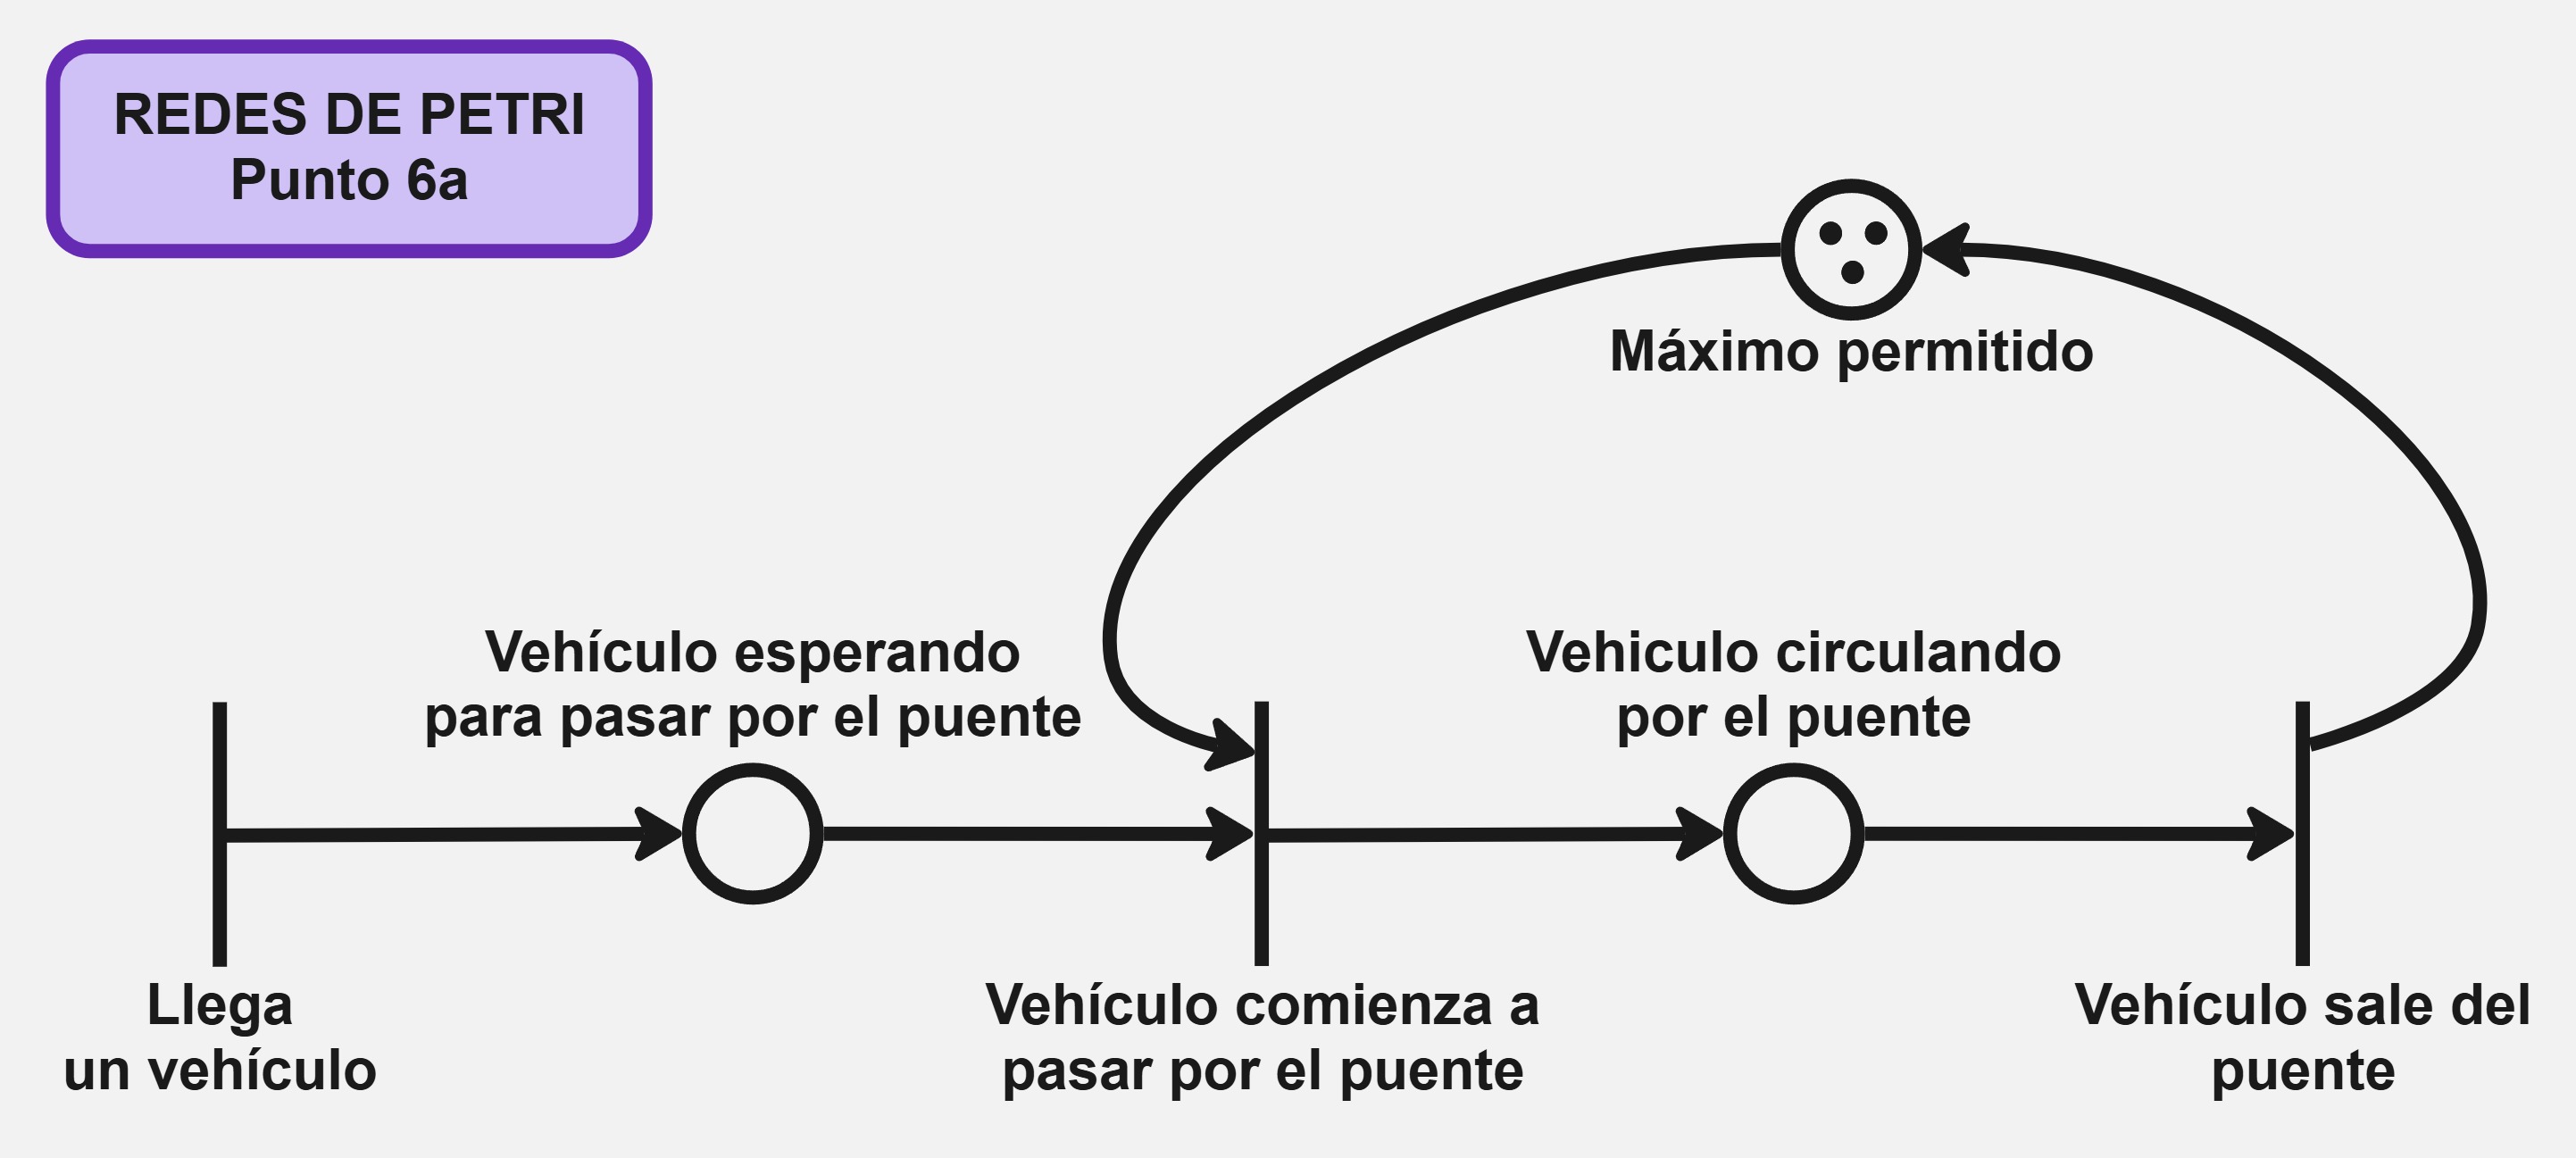 REDES DE PETRI
Punto 6a
Máximo permitido
Vehículo esperando
para pasar por el puente
Vehiculo circulando
por el puente
Llega
un vehículo
Vehículo comienza a
pasar por el puente
Vehículo sale del
puente